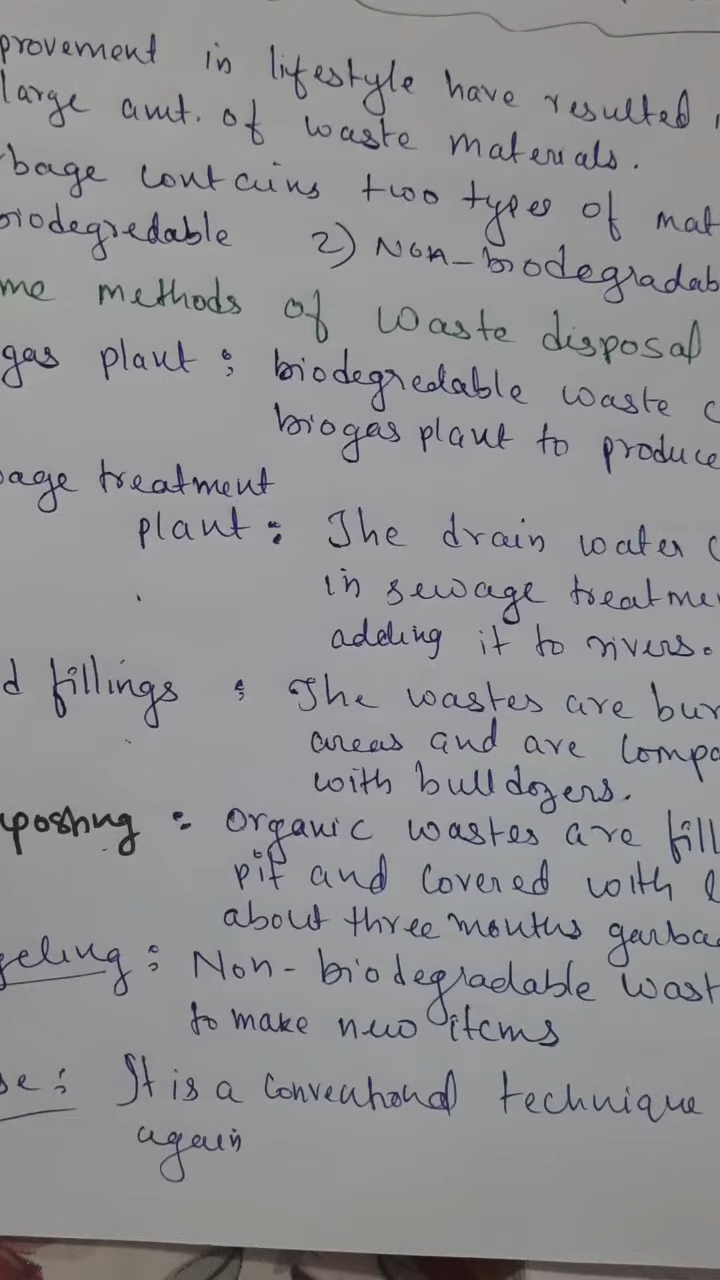 provement in lifestyle have resulted
large amt. of waste materials.
bage contains two types of mat
biodegredable 2) Non-biodegradab
me methods of waste disposal
gas plant : biodegredable waste c
biogas plant to produce
age treatment
plant : The drain water
in sewage treatme
adding it to rivers.
d fillings : The wastes are bur
areas and are compa
with bulldozers.
posting : Organic wastes are fill
pit and covered with
about three months garba
: Non-biodegradable wast
to make new items
se : It is a conventional technique
again